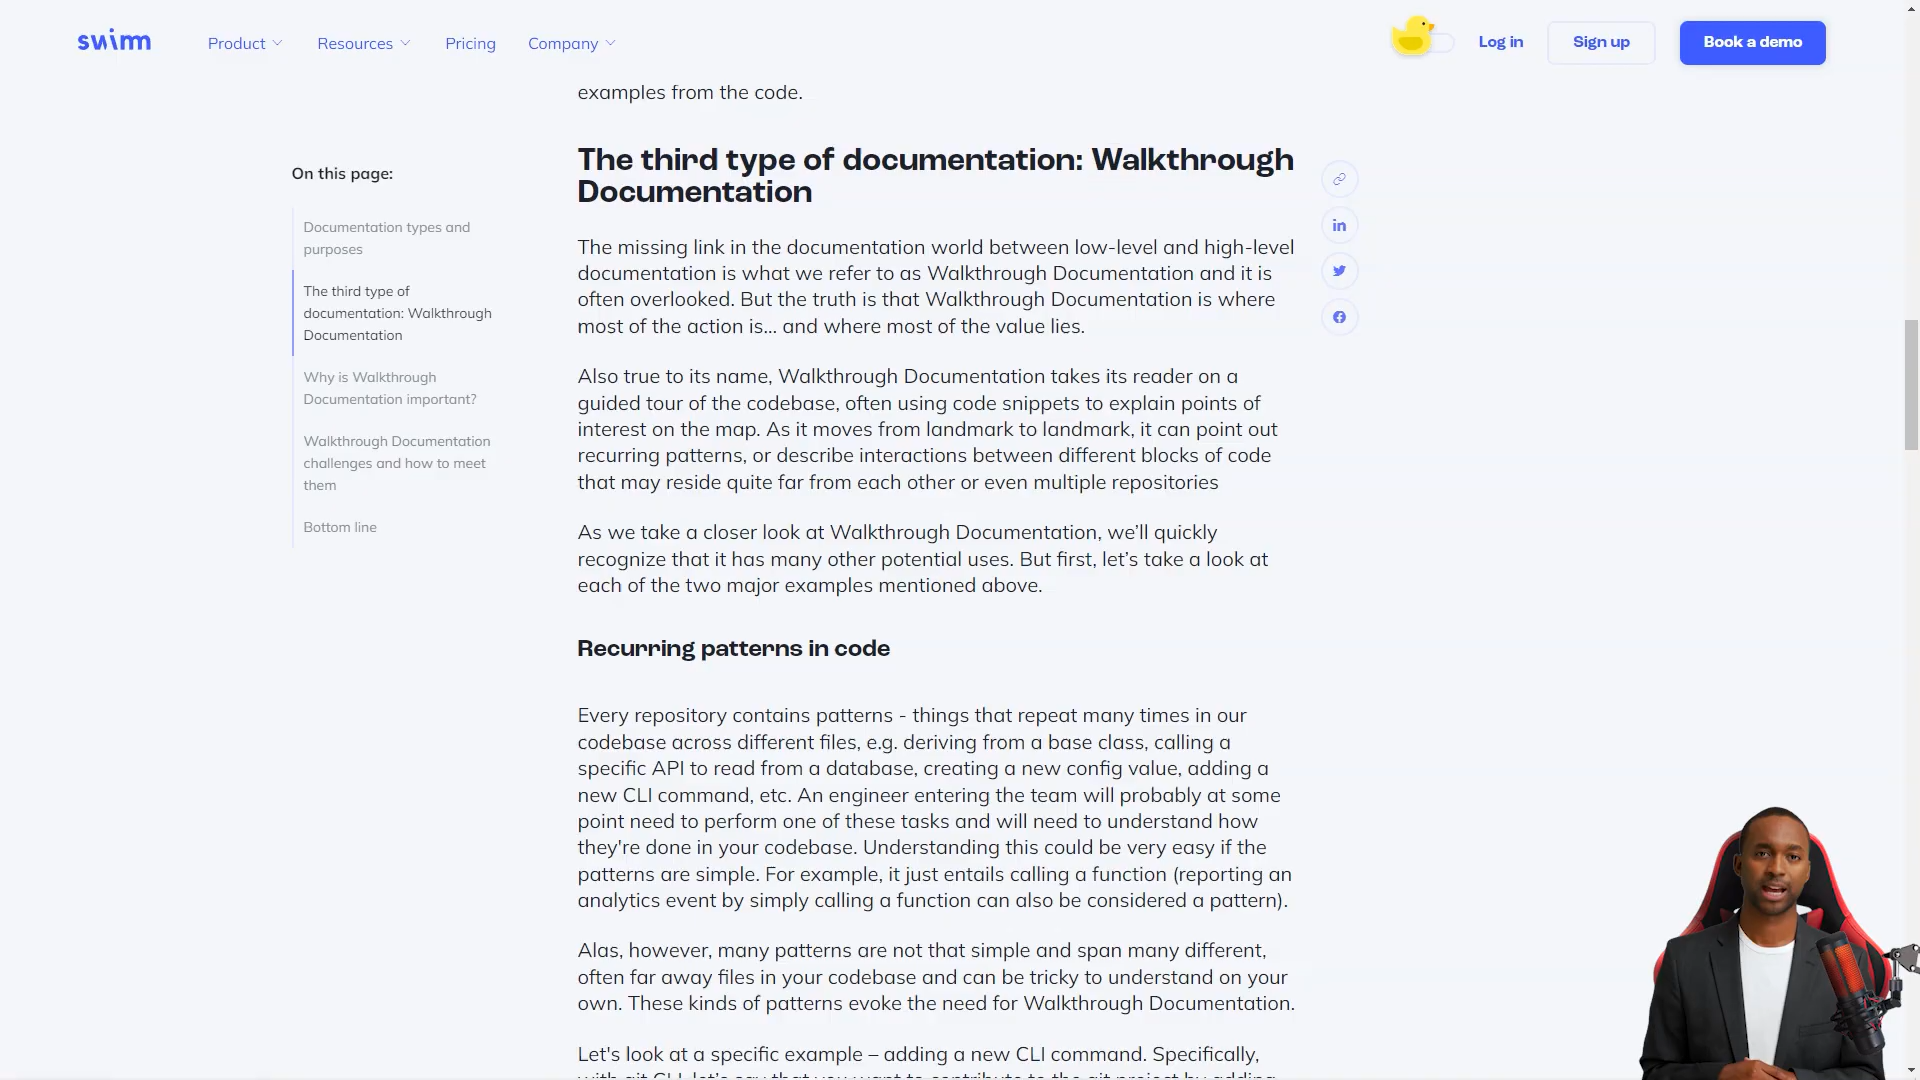 swimm
Product
Resources
Pricing
Company
Log in
Sign up
Book a demo
On this page:
Documentation types and
purposes
The third type of
documentation: Walkthrough
Documentation
Why is Walkthrough
Documentation important?
Walkthrough Documentation
challenges and how to meet
them
Bottom line
examples from the code.
The third type of documentation: Walkthrough
Documentation
The missing link in the documentation world between low-level and high-level
documentation is what we refer to as Walkthrough Documentation and it is
often overlooked. But the truth is that Walkthrough Documentation is where
most of the action is... and where most of the value lies.
Also true to its name, Walkthrough Documentation takes its reader on a
guided tour of the codebase, often using code snippets to explain points of
interest on the map. As it moves from landmark to landmark, it can point out
recurring patterns, or describe interactions between different blocks of code
that may reside quite far from each other or even multiple repositories
As we take a closer look at Walkthrough Documentation, we’ll quickly
recognize that it has many other potential uses. But first, let’s take a look at
each of the two major examples mentioned above.
Recurring patterns in code
Every repository contains patterns - things that repeat many times in our
codebase across different files, e.g. deriving from a base class, calling a
specific API to read from a database, creating a new config value, adding a
new CLI command, etc. An engineer entering the team will probably at some
point need to perform one of these tasks and will need to understand how
they're done in your codebase. Understanding this could be very easy if the
patterns are simple. For example, it just entails calling a function (reporting an
analytics event by simply calling a function can also be considered a pattern).
Alas, however, many patterns are not that simple and span many different,
often far away files in your codebase and can be tricky to understand on your
own. These kinds of patterns evoke the need for Walkthrough Documentation.
Let's look at a specific example – adding a new CLI command. Specifically,
with git CLI, let's say that you want to contribute to the git project by adding